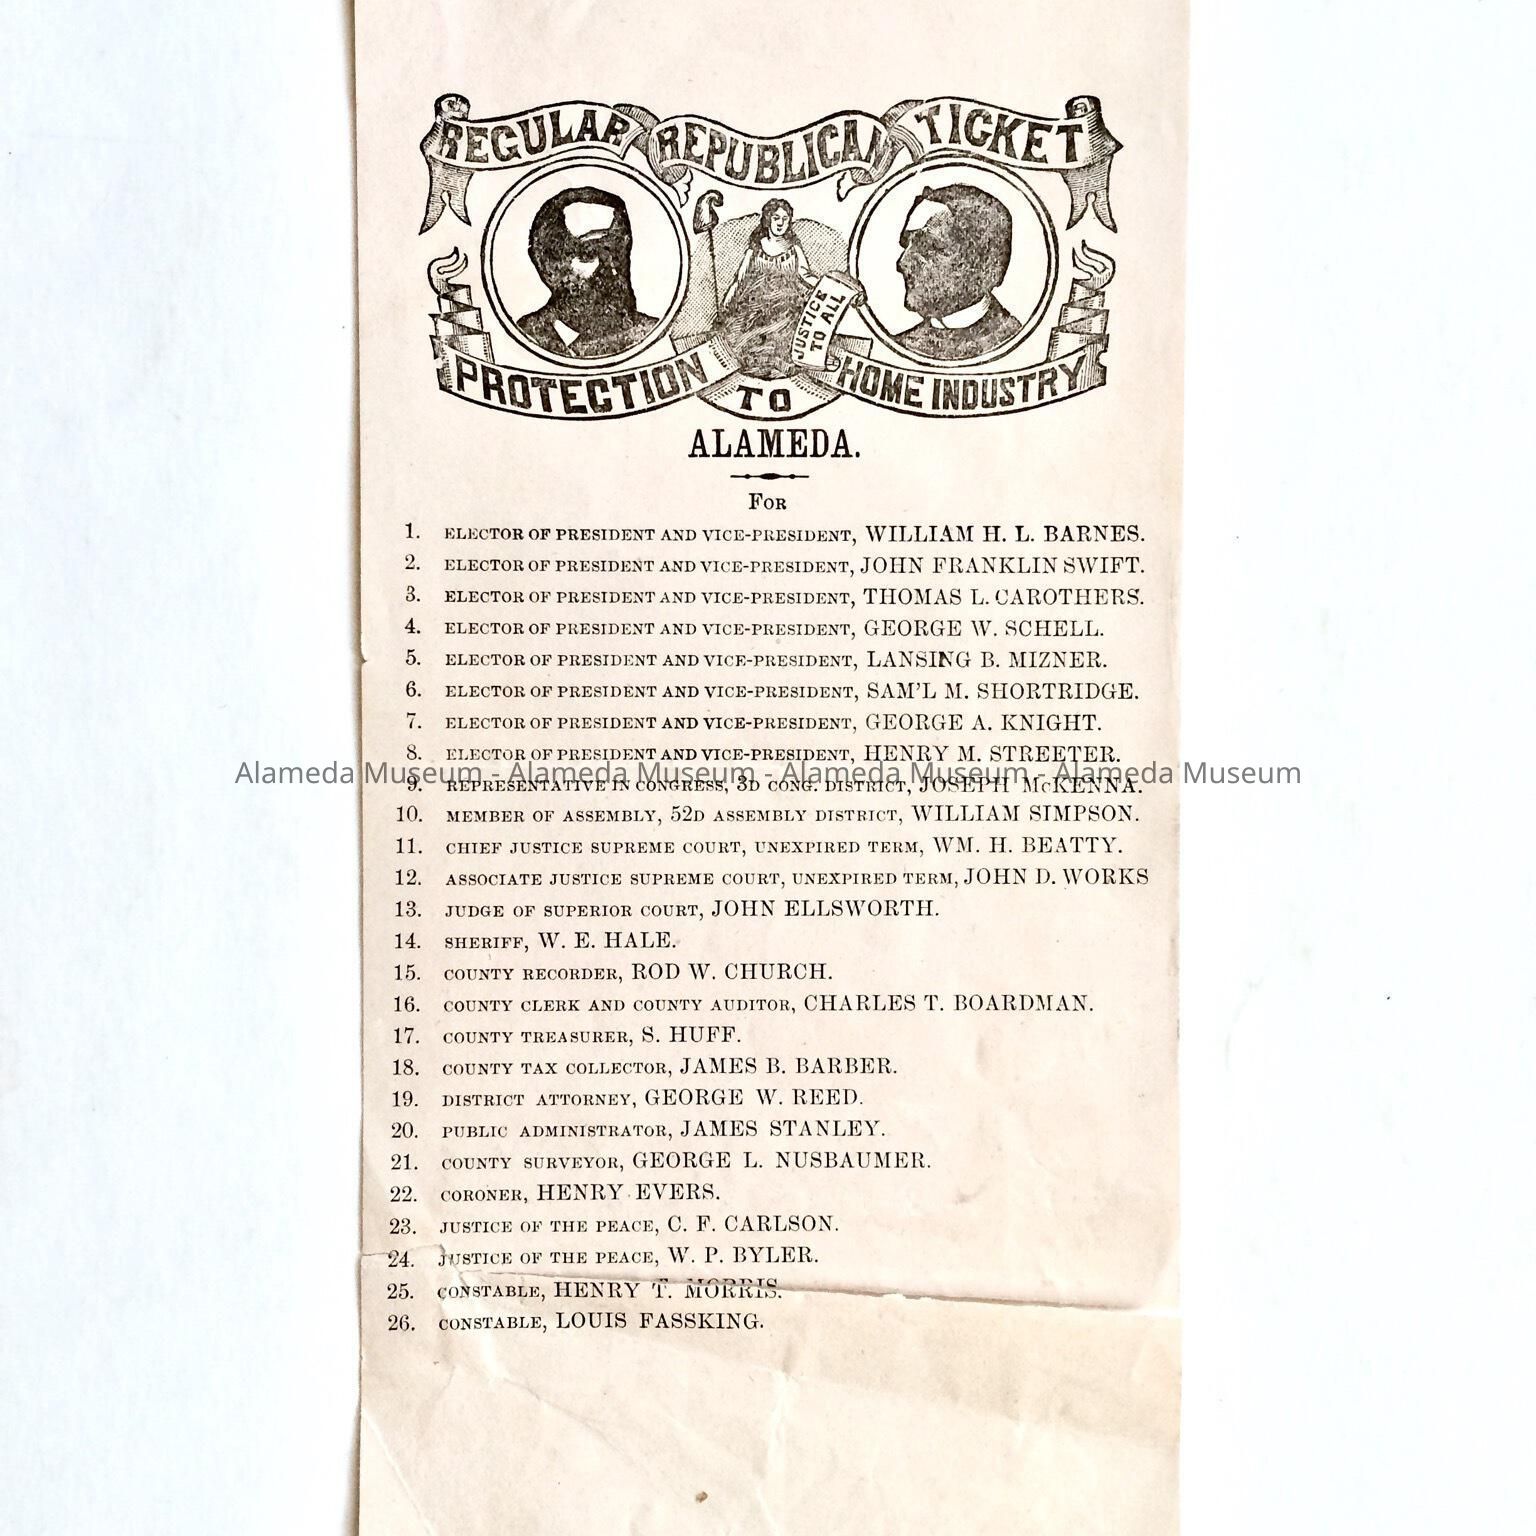 REGULAR REPUBLICAN TICKET
JUSTICE
TO ALL
PROTECTION TO HOME INDUSTRY
ALAMEDA.
FOR
1. ELECTOR OF PRESIDENT AND VICE-PRESIDENT, WILLIAM H. L. BARNES.
2. ELECTOR OF PRESIDENT AND VICE-PRESIDENT, JOHN FRANKLIN SWIFT.
3. ELECTOR OF PRESIDENT AND VICE-PRESIDENT, THOMAS L. CAROTHERS.
4. ELECTOR OF PRESIDENT AND VICE-PRESIDENT, GEORGE W. SCHELL.
5. ELECTOR OF PRESIDENT AND VICE-PRESIDENT, LANSING B. MIZNER.
6. ELECTOR OF PRESIDENT AND VICE-PRESIDENT, SAM'L M. SHORTRIDGE.
7. ELECTOR OF PRESIDENT AND VICE-PRESIDENT, GEORGE A. KNIGHT.
8. ELECTOR OF PRESIDENT AND VICE-PRESIDENT, HENRY M. STREETER.
Alameda Museum - Alameda Museum - Alameda Museum - Alameda Museum
9. REPRESENTATIVE IN CONGRESS, 3D CONG. DISTRICT, JOSEPH McKENNA.
10. MEMBER OF ASSEMBLY, 52D ASSEMBLY DISTRICT, WILLIAM SIMPSON.
11. CHIEF JUSTICE SUPREME COURT, UNEXPIRED TERM, WM. H. BEATTY.
12. ASSOCIATE JUSTICE SUPREME COURT, UNEXPIRED TERM, JOHN D. WORKS
13. JUDGE OF SUPERIOR COURT, JOHN ELLSWORTH.
14. SHERIFF, W. E. HALE.
15. COUNTY RECORDER, ROD W. CHURCH.
16. COUNTY CLERK AND COUNTY AUDITOR, CHARLES T. BOARDMAN.
17. COUNTY TREASURER, S. HUFF.
18. COUNTY TAX COLLECTOR, JAMES B. BARBER.
19. DISTRICT ATTORNEY, GEORGE W. REED.
20. PUBLIC ADMINISTRATOR, JAMES STANLEY.
21. COUNTY SURVEYOR, GEORGE L. NUSBAUMER.
22. CORONER, HENRY EVERS.
23. JUSTICE OF THE PEACE, C. F. CARLSON.
24. JUSTICE OF THE PEACE, W. P. BYLER.
25. CONSTABLE, HENRY T. MORRIS.
26. CONSTABLE, LOUIS FASSKING.